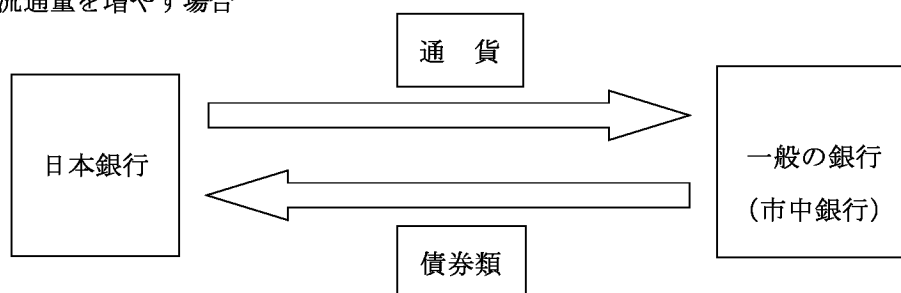 流通量を増やす場合
通　貨
日本銀行
一般の銀行
（市中銀行）
債券類